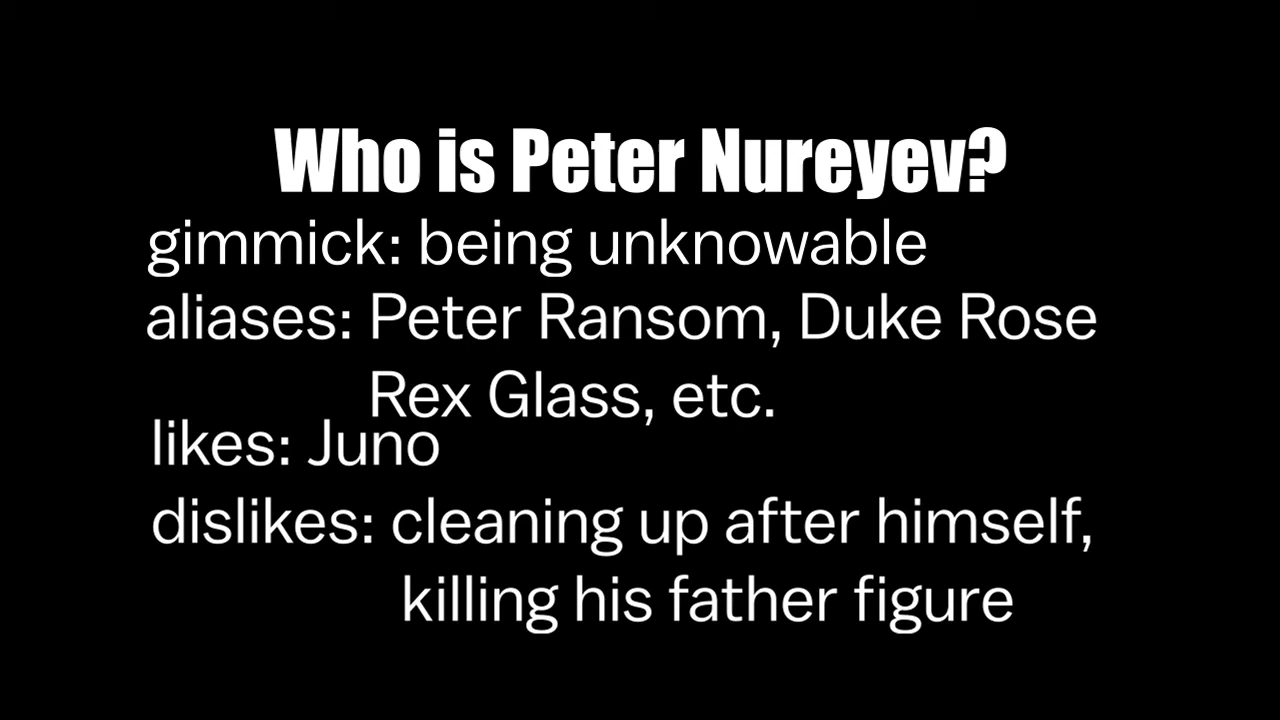 Who is Peter Nureyev?
gimmick: being unknowable
aliases: Peter Ransom, Duke Rose
Rex Glass, etc.
likes: Juno
dislikes: cleaning up after himself,
killing his father figure